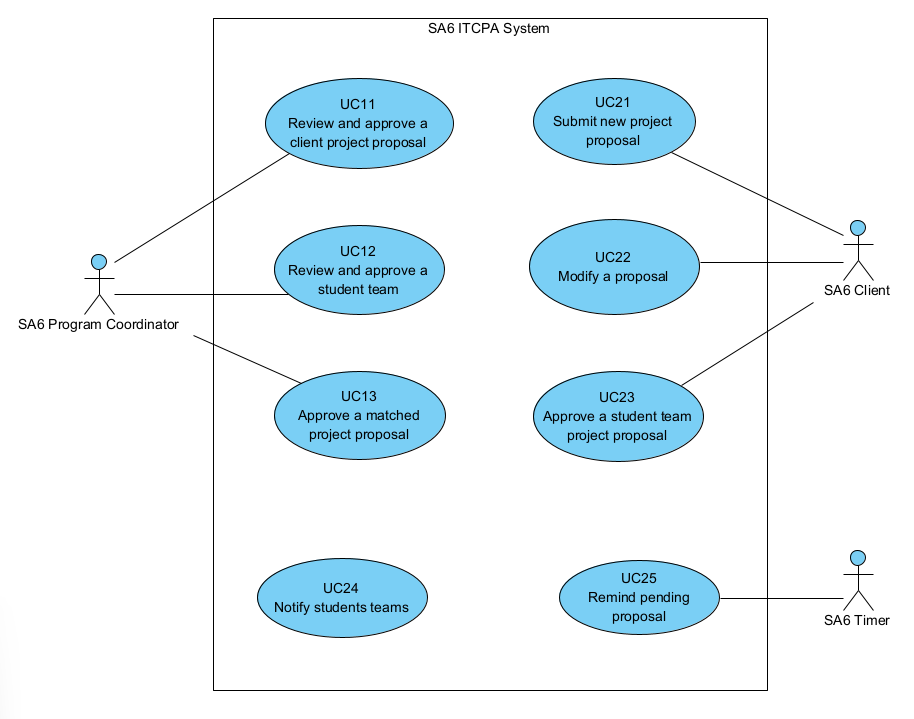 SA6 ITCPA System
UC11
Review and approve a
client project proposal
UC21
Submit new project
proposal
UC12
Review and approve a
student team
UC22
Modify a proposal
SA6 Program Coordinator
SA6 Client
UC13
Approve a matched
project proposal
UC23
Approve a student team
project proposal
UC24
Notify students teams
UC25
Remind pending
proposal
SA6 Timer